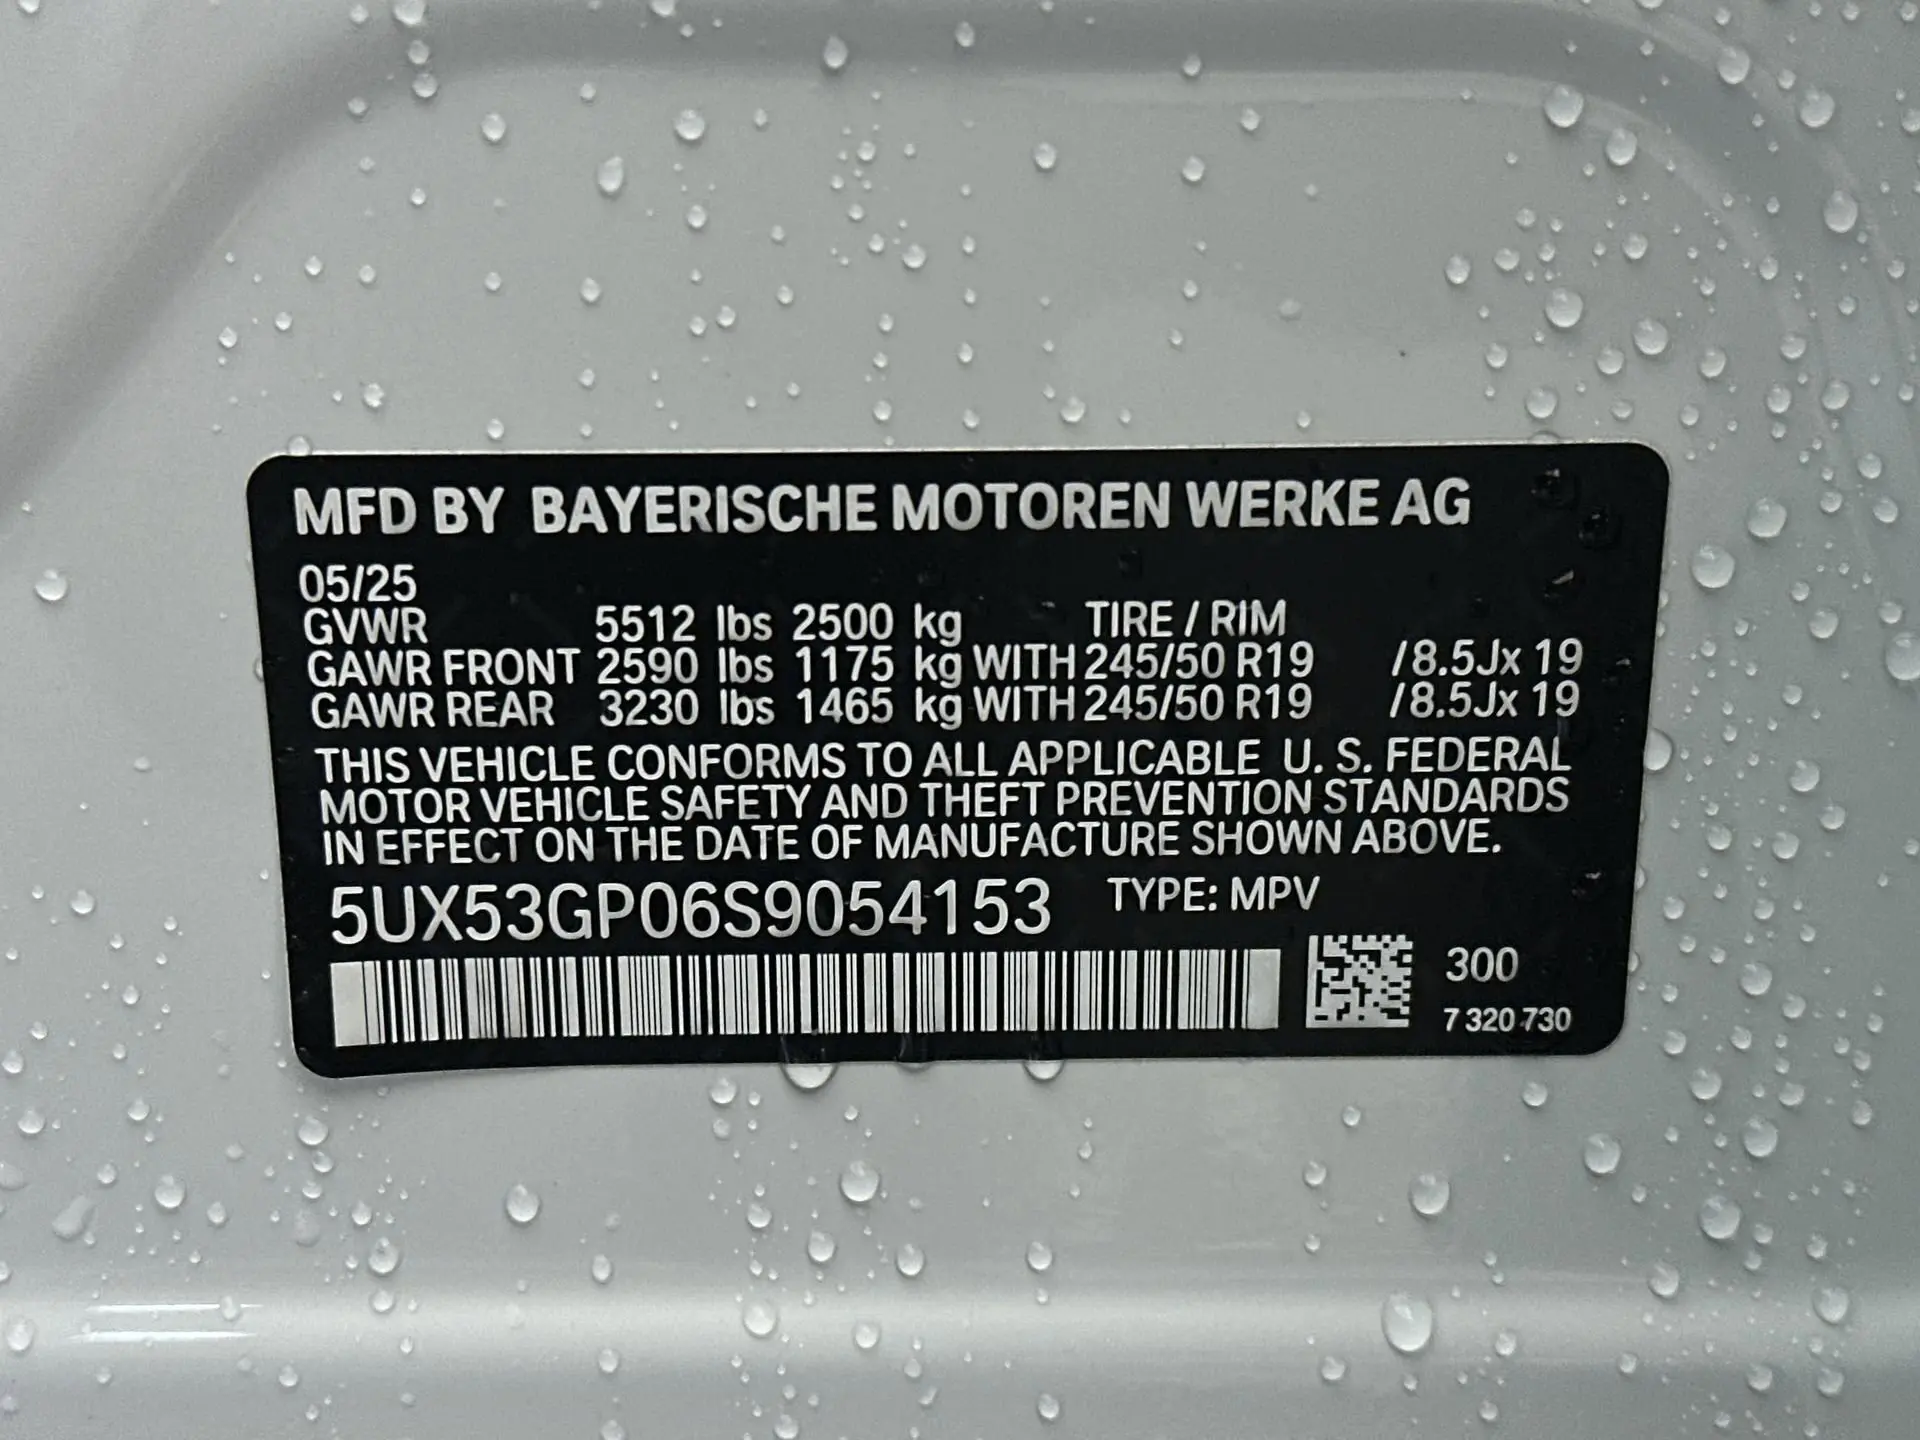 MFD BY BAYERISCHE MOTOREN WERKE AG
05/25
GVWR 5512 lbs 2500 kg TIRE / RIM
GAWR FRONT 2590 lbs 1175 kg WITH 245/50 R19 /8.5Jx 19
GAWR REAR 3230 lbs 1465 kg WITH 245/50 R19 /8.5Jx 19
THIS VEHICLE CONFORMS TO ALL APPLICABLE U. S. FEDERAL
MOTOR VEHICLE SAFETY AND THEFT PREVENTION STANDARDS
IN EFFECT ON THE DATE OF MANUFACTURE SHOWN ABOVE.
5UX53GP06S9054153 TYPE: MPV
300
7 320 730